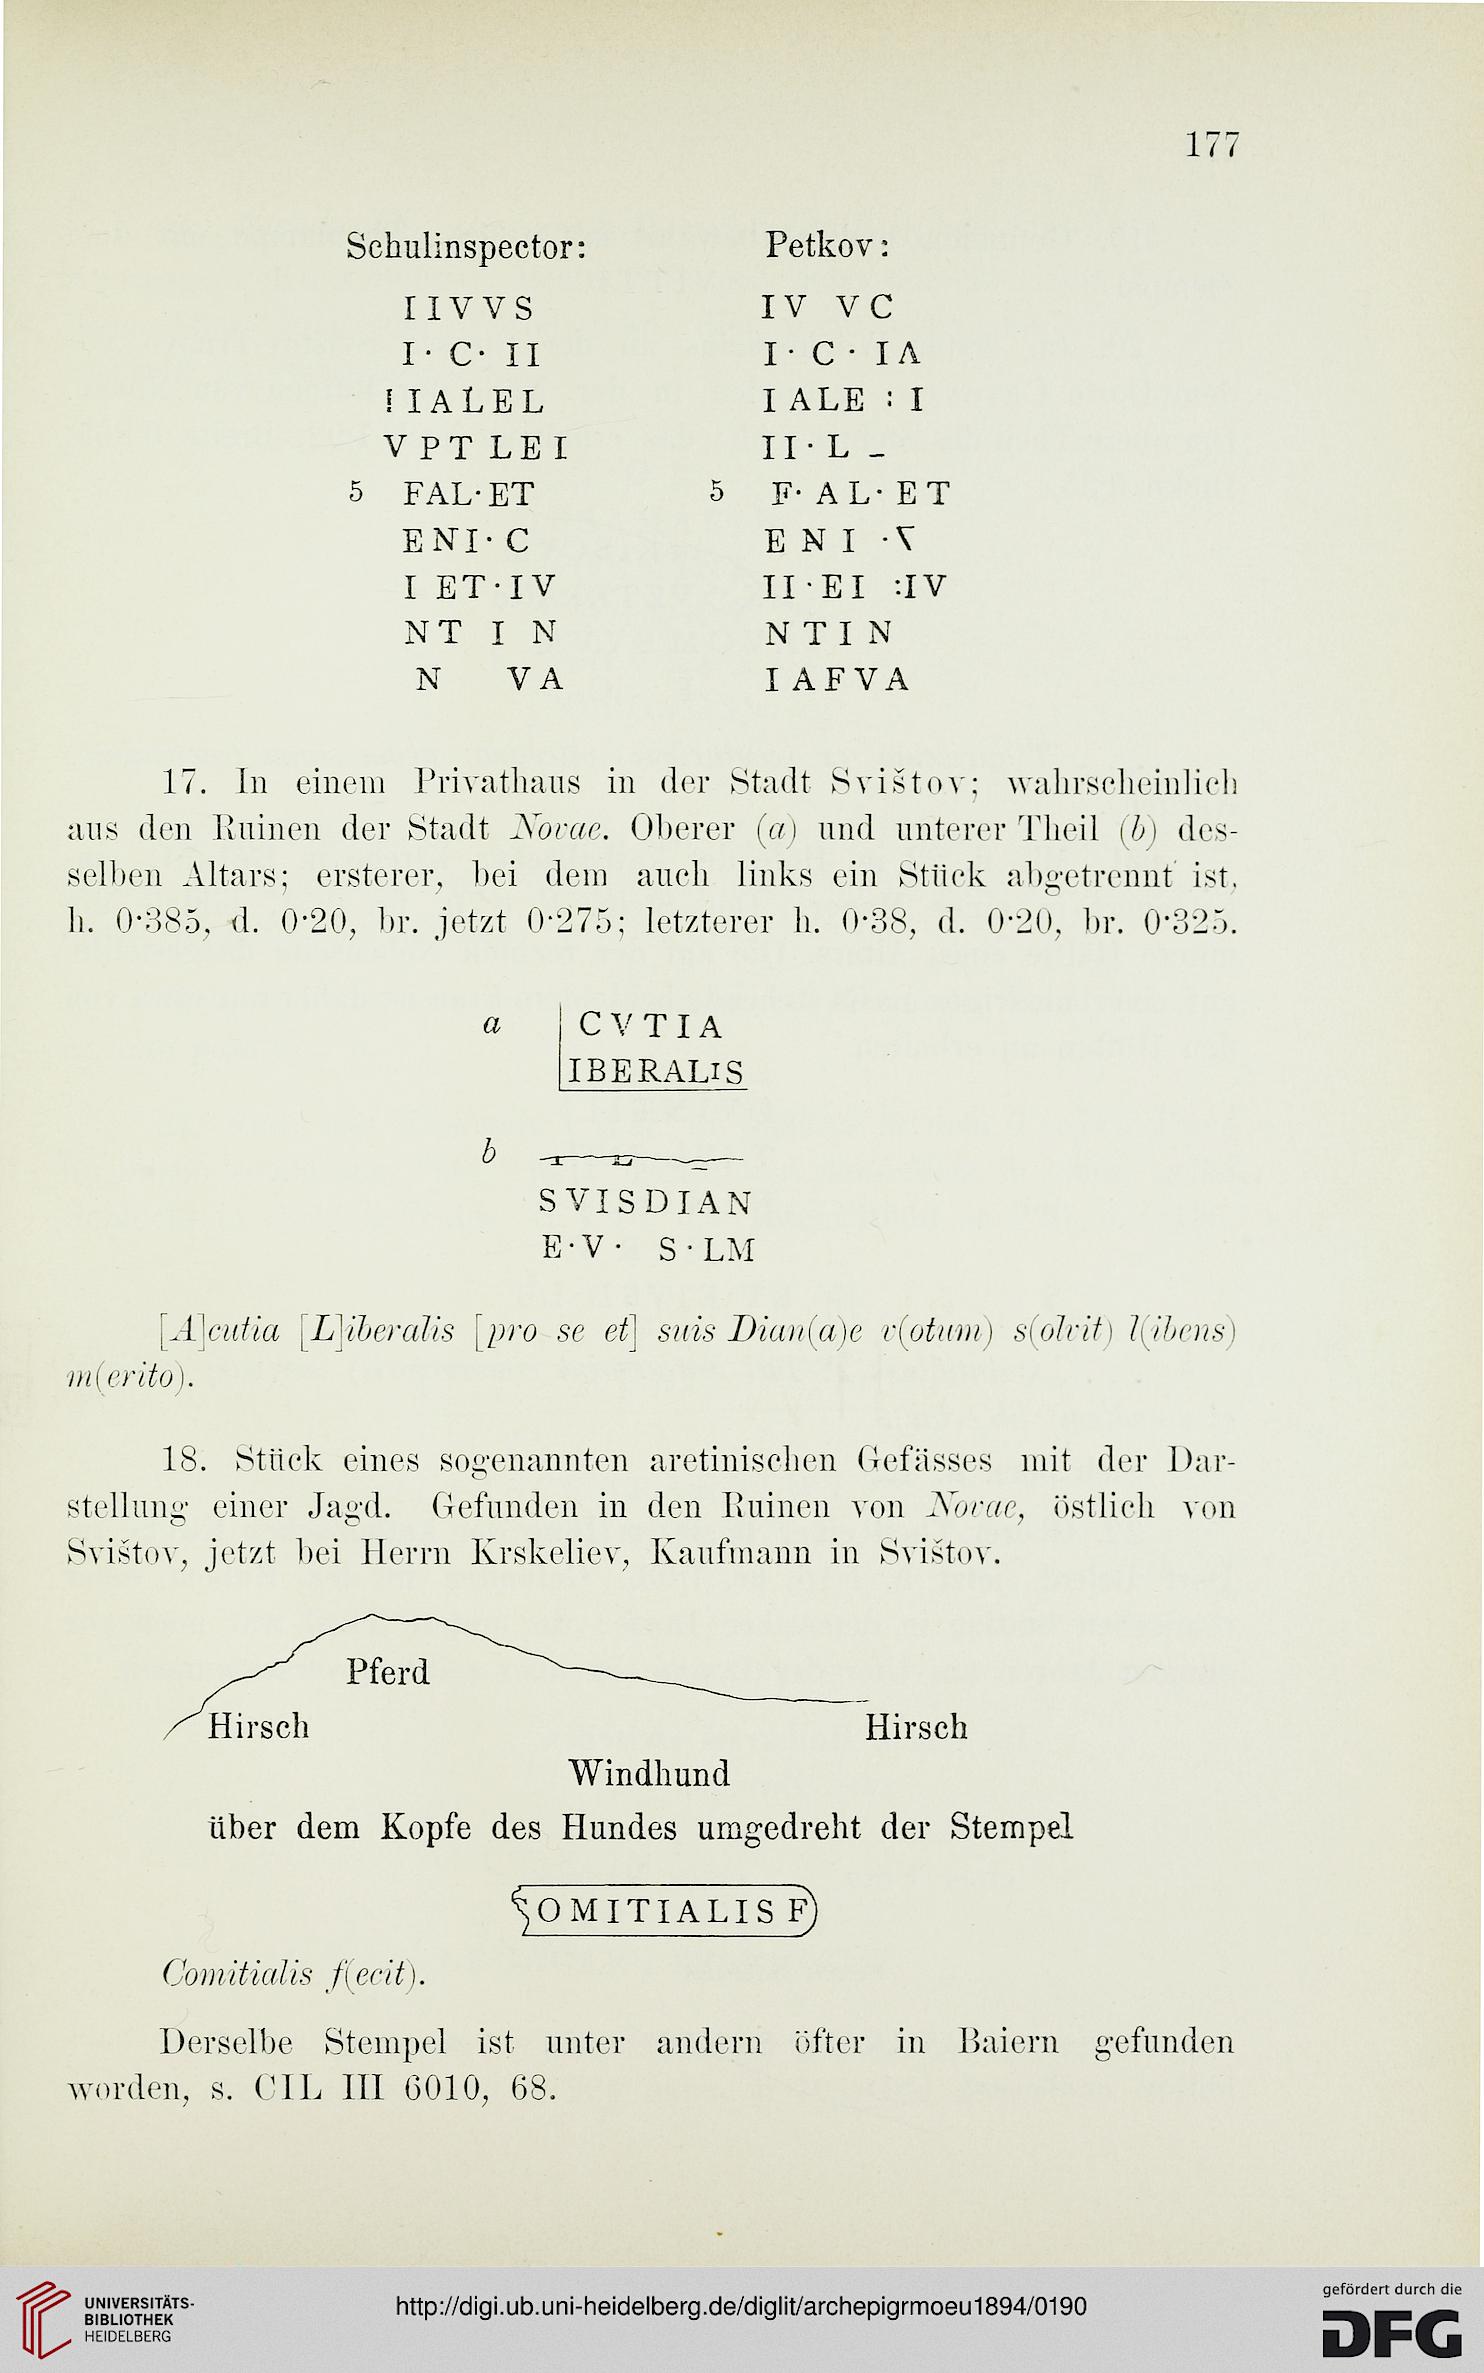 177
Schulinspector: Petkov:
IIVVS IV VC
I· C· II I· C · IΛ
IIALEL IALE : I
VPT LEI II·L –
5 FAL·ET 5 F·AL·ET
ENI·C ENI ·
I ET·IV II·EI :IV
NT I N NTIN
N VA IAFVA
17. In einem Privathaus in der Stadt Svištov; wahrscheinlich
aus den Ruinen der Stadt Novae. Oberer (a) und unterer Theil (b) des-
selben Altars; ersterer, bei dem auch links ein Stück abgetrennt ist,
h. 0·385, d. 0·20, br. jetzt 0·275; letzterer h. 0·38, d. 0·20, br. 0·325.
a CVTIA
IBERALIS
b
SVISDIAN
E·V· S·LM
[A]cutia [L]iberalis [pro se et] suis Dian(a)e v(otum) s(olvit) l(ibens)
m(erito).
18. Stück eines sogenannten aretinischen Gefässes mit der Dar-
stellung einer Jagd. Gefunden in den Ruinen von Novae, östlich von
Svištov, jetzt bei Herrn Krskeliev, Kaufmann in Svištov.
Pferd
Hirsch Hirsch
Windhund
über dem Kopfe des Hundes umgedreht der Stempel
OMITIALIS F
Comitialis f(ecit).
Derselbe Stempel ist unter andern öfter in Baiern gefunden
worden, s. CIL III 6010, 68.
UNIVERSITÄTS-
BIBLIOTHEK
HEIDELBERG
http://digi.ub.uni-heidelberg.de/diglit/archepigrmoeu1894/0190
gefördert durch die
DFG